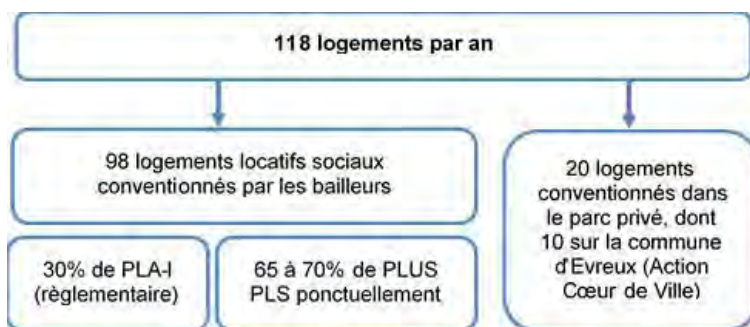 118 logements par an
98 logements locatifs sociaux
conventionnés par les bailleurs
20 logements
conventionnés dans
le parc privé, dont
10 sur la commune
d'Evreux (Action
Cœur de Ville)
30% de PLA-I
(règlementaire)
65 à 70% de PLUS
PLS ponctuellement